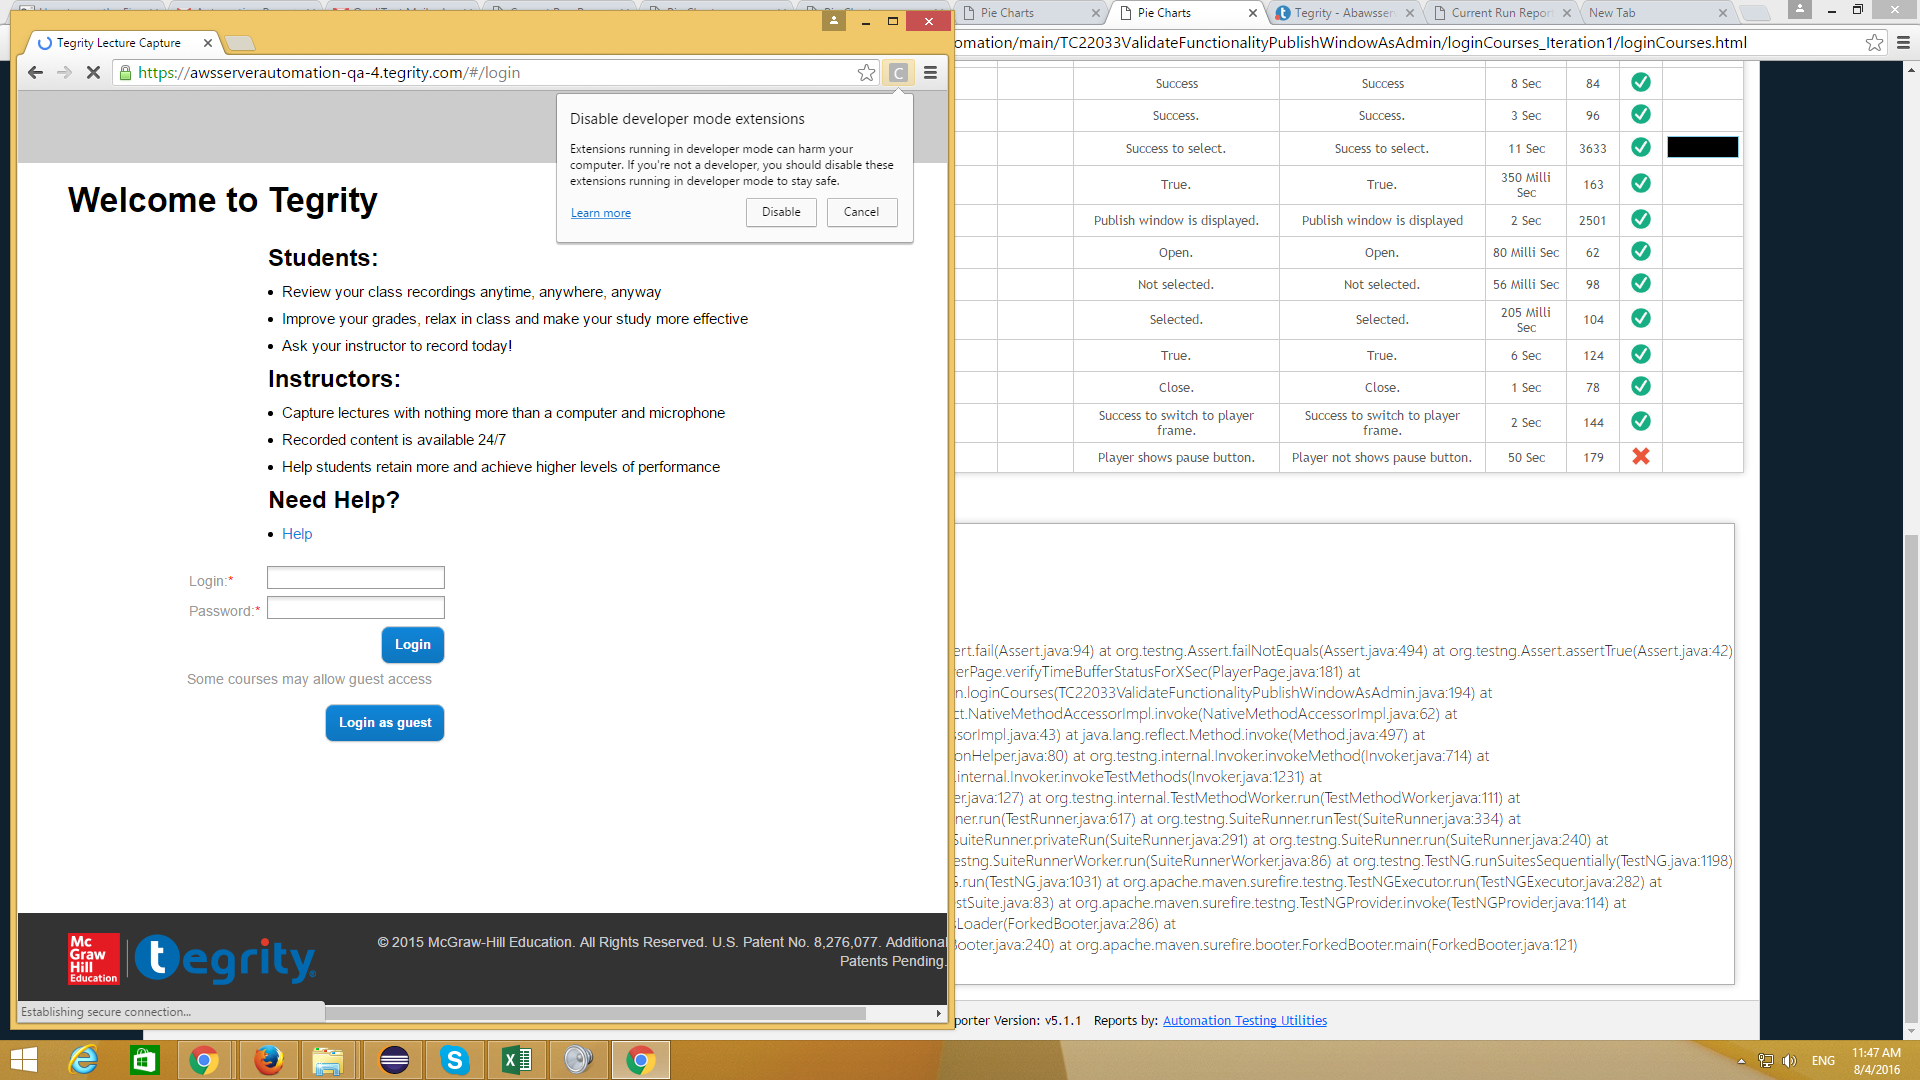 Tegrity Lecture Capture
https://awsserverautomation-qa-4.tegrity.com/#/login
C
Disable developer mode extensions
Extensions running in developer mode can harm your
computer. If you're not a developer, you should disable these
extensions running in developer mode to stay safe.
Learn more
Disable
Cancel
Welcome to Tegrity
Students:
Review your class recordings anytime, anywhere, anyway
Improve your grades, relax in class and make your study more effective
Ask your instructor to record today!
Instructors:
Capture lectures with nothing more than a computer and microphone
Recorded content is available 24/7
Help students retain more and achieve higher levels of performance
Need Help?
Help
Login:*
Password:*
Login
Some courses may allow guest access
Login as guest
Mc
Graw
Hill
Education
tegrity
© 2015 McGraw-Hill Education. All Rights Reserved. U.S. Patent No. 8,276,077. Additional
Patents Pending.
Establishing secure connection...
Pie Charts
Pie Charts
Tegrity - Abawsser
Current Run Report
New Tab
omation/main/TC22033ValidateFunctionalityPublishWindowAsAdmin/loginCourses_Iteration1/loginCourses.html
Success Success 8 Sec 84
Success. Success. 3 Sec 96
Success to select. Sucess to select. 11 Sec 3633
True. True. 350 Milli Sec 163
Publish window is displayed. Publish window is displayed 2 Sec 2501
Open. Open. 80 Milli Sec 62
Not selected. Not selected. 56 Milli Sec 98
Selected. Selected. 205 Milli Sec 104
True. True. 6 Sec 124
Close. Close. 1 Sec 78
Success to switch to player frame. Success to switch to player frame. 2 Sec 144
Player shows pause button. Player not shows pause button. 50 Sec 179
ert.fail(Assert.java:94) at org.testng.Assert.failNotEquals(Assert.java:494) at org.testng.Assert.assertTrue(Assert.java:42)
erPage.verifyTimeBufferStatusForXSec(PlayerPage.java:181) at
n.loginCourses(TC22033ValidateFunctionalityPublishWindowAsAdmin.java:194) at
ct.NativeMethodAccessorImpl.invoke(NativeMethodAccessorImpl.java:62) at
sorImpl.java:43) at java.lang.reflect.Method.invoke(Method.java:497) at
onHelper.java:80) at org.testng.internal.Invoker.invokeMethod(Invoker.java:714) at
.internal.Invoker.invokeTestMethods(Invoker.java:1231) at
er.java:127) at org.testng.internal.TestMethodWorker.run(TestMethodWorker.java:111) at
ner.run(TestRunner.java:617) at org.testng.SuiteRunner.runTest(SuiteRunner.java:334) at
SuiteRunner.privateRun(SuiteRunner.java:291) at org.testng.SuiteRunner.run(SuiteRunner.java:240) at
estng.SuiteRunnerWorker.run(SuiteRunnerWorker.java:86) at org.testng.TestNG.runSuitesSequentially(TestNG.java:1198)
G.run(TestNG.java:1031) at org.apache.maven.surefire.testng.TestNGExecutor.run(TestNGExecutor.java:282) at
estSuite.java:83) at org.apache.maven.surefire.testng.TestNGProvider.invoke(TestNGProvider.java:114) at
sLoader(ForkedBooter.java:286) at
Booter.java:240) at org.apache.maven.surefire.booter.ForkedBooter.main(ForkedBooter.java:121)
porter Version: v5.1.1 Reports by: Automation Testing Utilities
ENG
11:47 AM
8/4/2016